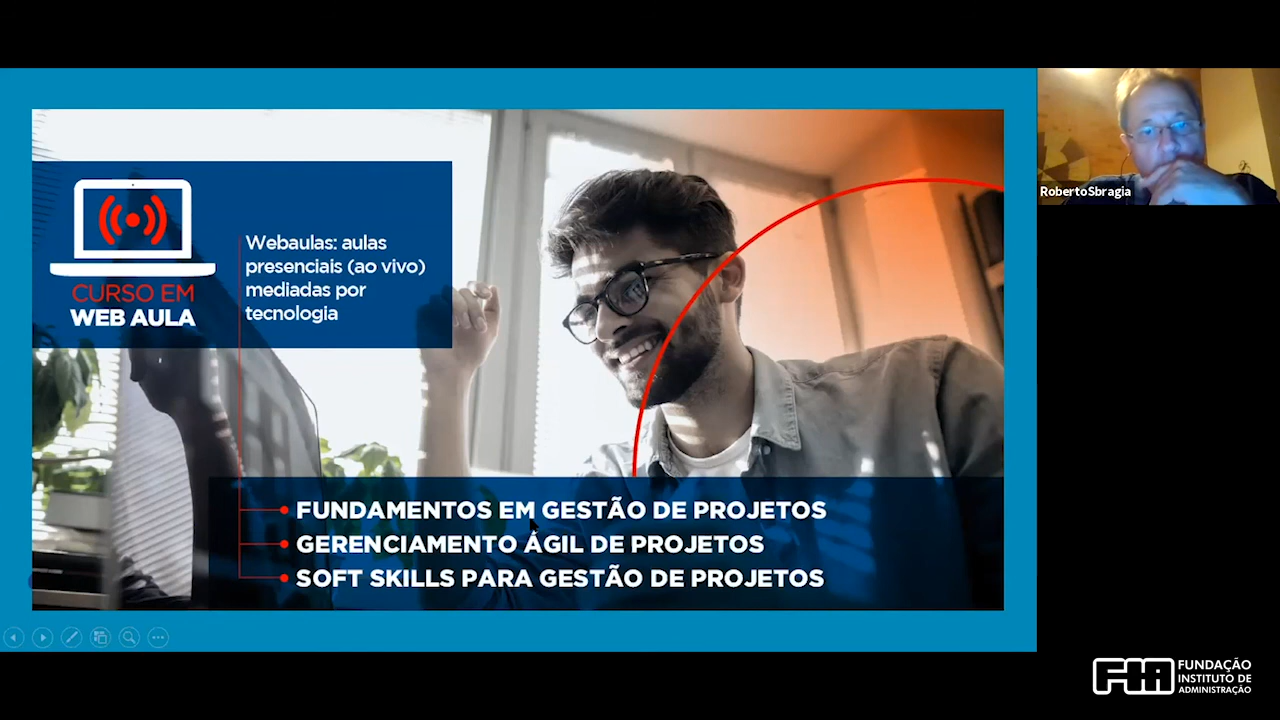 CURSO EM
WEB AULA
Webaulas: aulas
presenciais (ao vivo)
mediadas por
tecnologia
FUNDAMENTOS EM GESTÃO DE PROJETOS
GERENCIAMENTO ÁGIL DE PROJETOS
SOFT SKILLS PARA GESTÃO DE PROJETOS
RobertoSbragia
FIA
FUNDAÇÃO
INSTITUTO DE
ADMINISTRAÇÃO